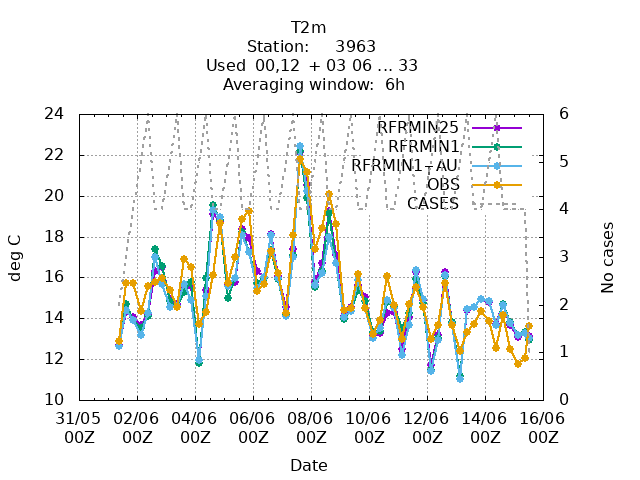 T2m
Station: 3963
Used 00,12 + 03 06 ... 33
Averaging window: 6h
24
22
20
18
16
14
12
10
6
5
4
3
2
1
0
deg C
No cases
RFRMIN25
RFRMIN1
RFRMIN1-AU
OBS
CASES
31/05 02/06 04/06 06/06 08/06 10/06 12/06 14/06 16/06
00Z 00Z 00Z 00Z 00Z 00Z 00Z 00Z 00Z
Date